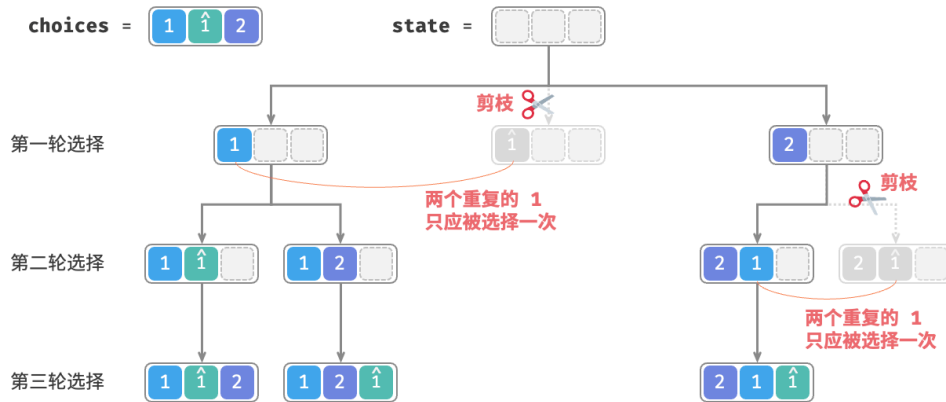 choices = 1 1̂ 2
state =
剪枝
第一轮选择
1
1̂
2
两个重复的 1
只应被选择一次
剪枝
第二轮选择
1 1̂
1 2
2 1
2 1̂
两个重复的 1
只应被选择一次
第三轮选择
1 1̂ 2
1 2 1̂
2 1 1̂